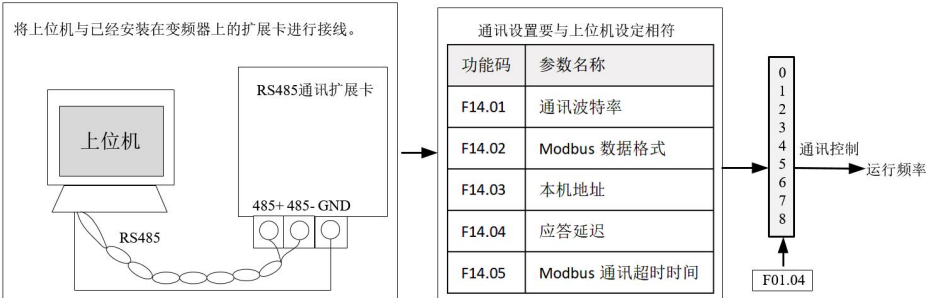 将上位机与已经安装在变频器上的扩展卡进行接线。
RS485通讯扩展卡
上位机
485+ 485- GND
RS485
通讯设置要与上位机设定相符
功能码 参数名称
F14.01 通讯波特率
F14.02 Modbus 数据格式
F14.03 本机地址
F14.04 应答延迟
F14.05 Modbus 通讯超时时间
0
1
2
3
4
5
6
7
8
通讯控制
运行频率
F01.04